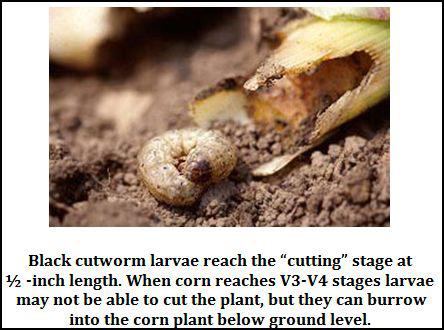 Black cutworm larvae reach the “cutting” stage at
½ -inch length. When corn reaches V3-V4 stages larvae
may not be able to cut the plant, but they can burrow
into the corn plant below ground level.